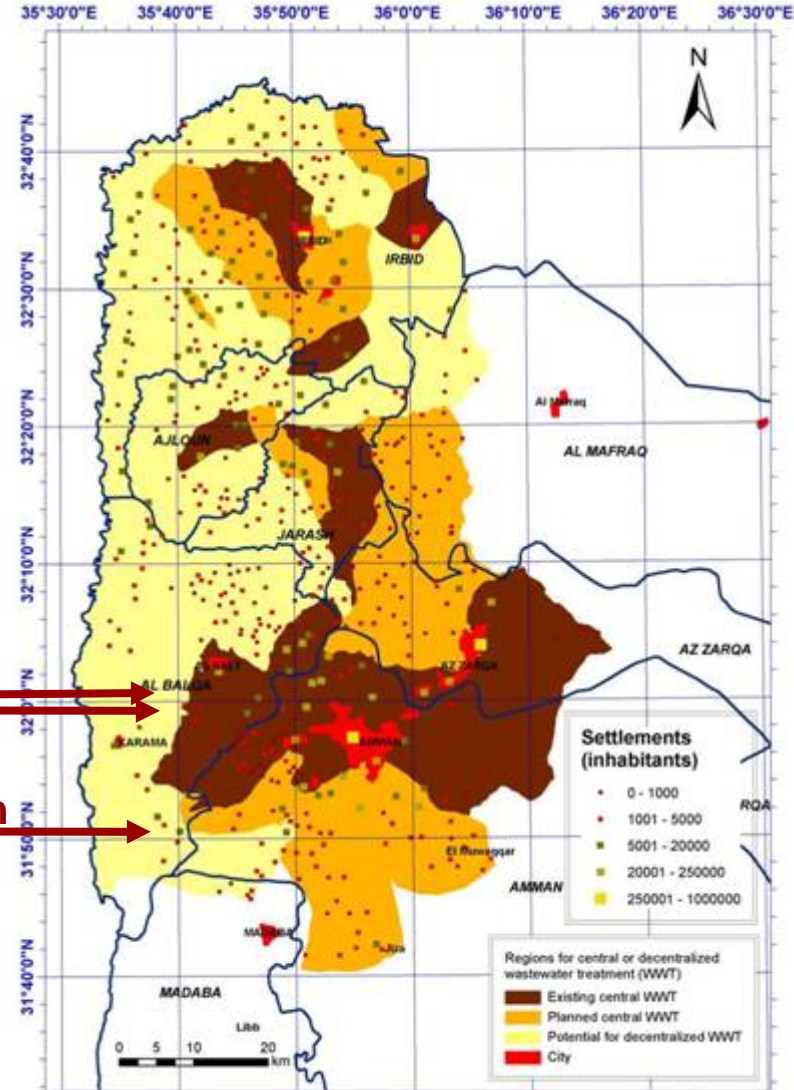 35°30'0"E 35°40'0"E 35°50'0"E 36°0'0"E 36°10'0"E 36°20'0"E 36°30'0"E
N
32°40'0"N
IRBID
IRBID
32°30'0"N
Al Mafraq
32°20'0"N
AJLOUN
AL MAFRAQ
JARASH
32°10'0"N
AZ ZARQA
AZ ZARQA
AL BALQA
KARAMA
AMMAN
Settlements
(inhabitants)
0 - 1000
1001 - 5000
5001 - 20000
20001 - 250000
250001 - 1000000
RQA
n
31°50'0"N
El Muwaqqar
AMMAN
MADABA
Jiza
31°40'0"N
MADABA
Libb
0 5 10 20
km
Regions for central or decentralized
wastewater treatment (WWT)
Existing central WWT
Planned central WWT
Potential for decentralized WWT
City